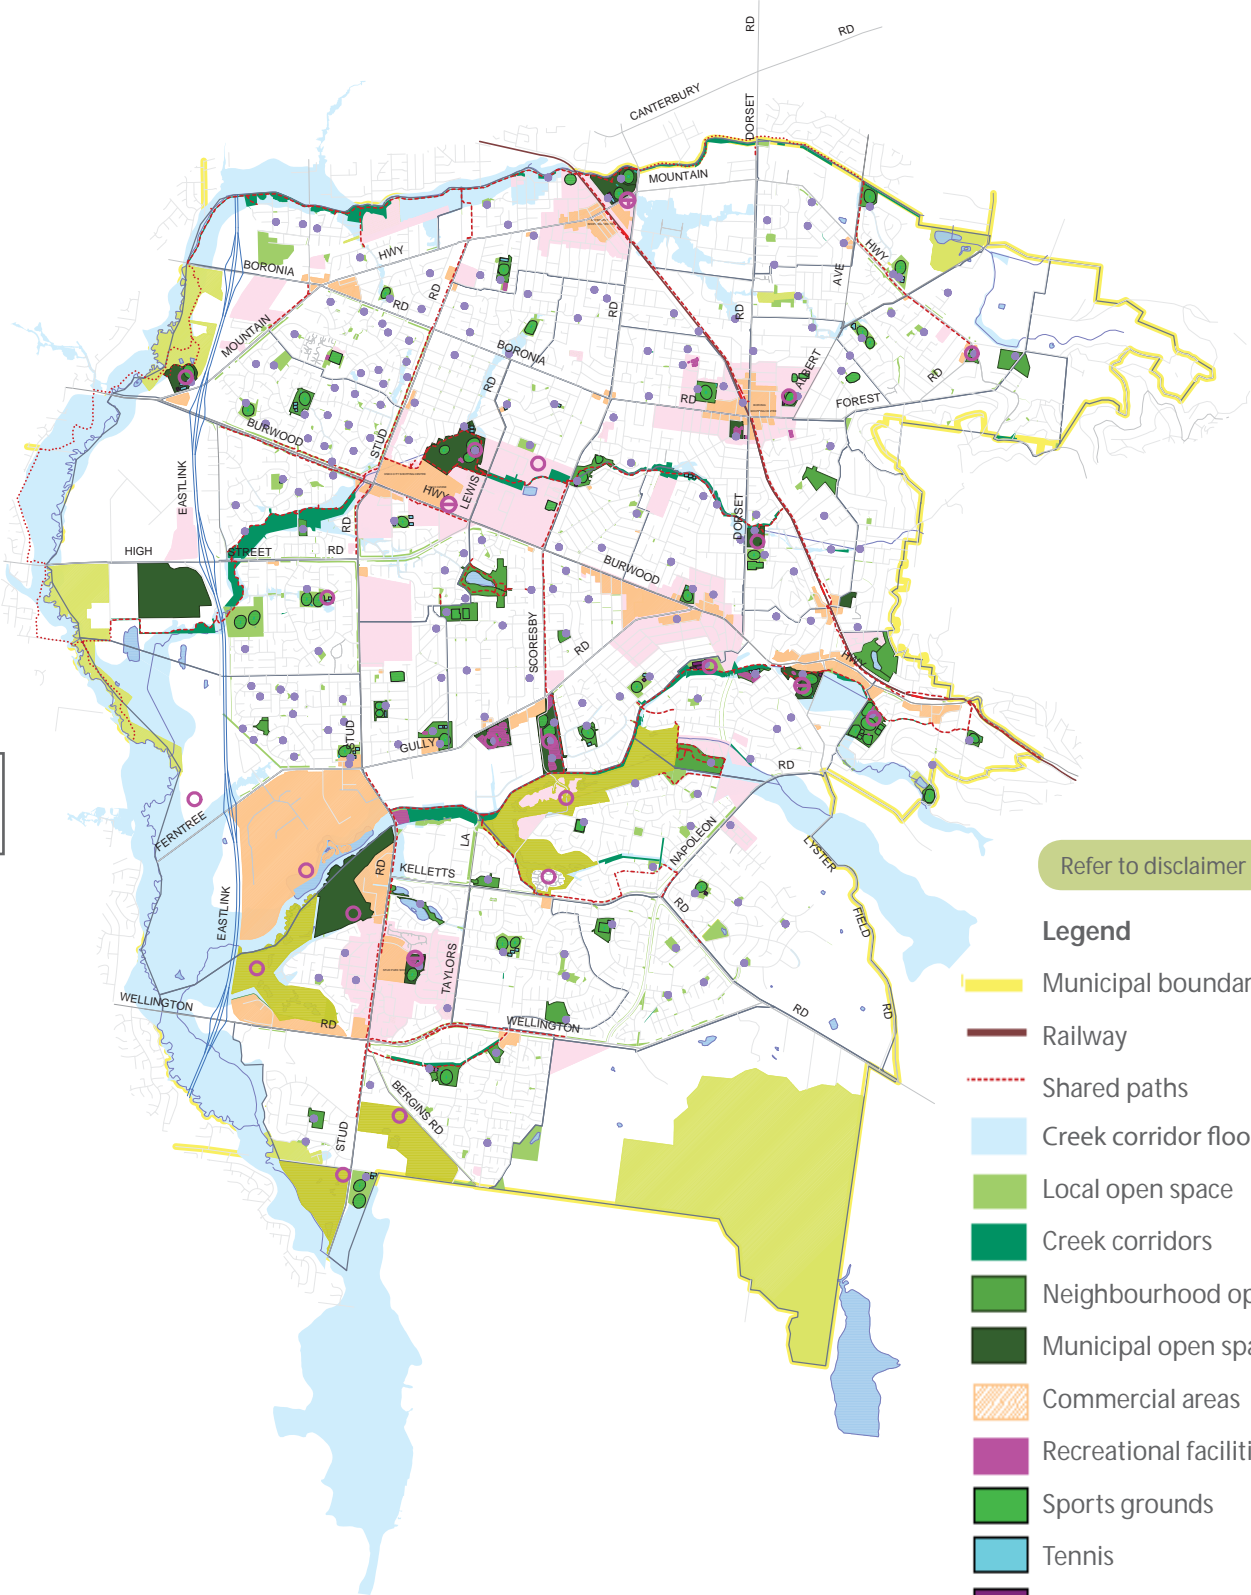 RD
RD
CANTERBURY
DORSET
MOUNTAIN
HWY
HWY
BORONIA
AVE
RD
RD
RD
RD
MOUNTAIN
BORONIA
ALBERT
RD
RD
RD
FOREST
BURWOOD
STUD
EASTLINK
HWY
LEWIS
DORSET
RD
HIGH
STREET
RD
BURWOOD
SCORESBY
RD
HWY
STUD
GULLY
RD
FERNTREE
LA
NAPOLEON
LYSTER
RD
KELLETTS
Refer to disclaimer
EASTLINK
RD
FIELD
Legend
TAYLORS
Municipal boundar
WELLINGTON
RD
RD
RD
WELLINGTON
Railway
Shared paths
BERGINS RD
STUD
Creek corridor floo
Local open space
Creek corridors
Neighbourhood op
Municipal open spa
Commercial areas
Recreational faciliti
Sports grounds
Tennis